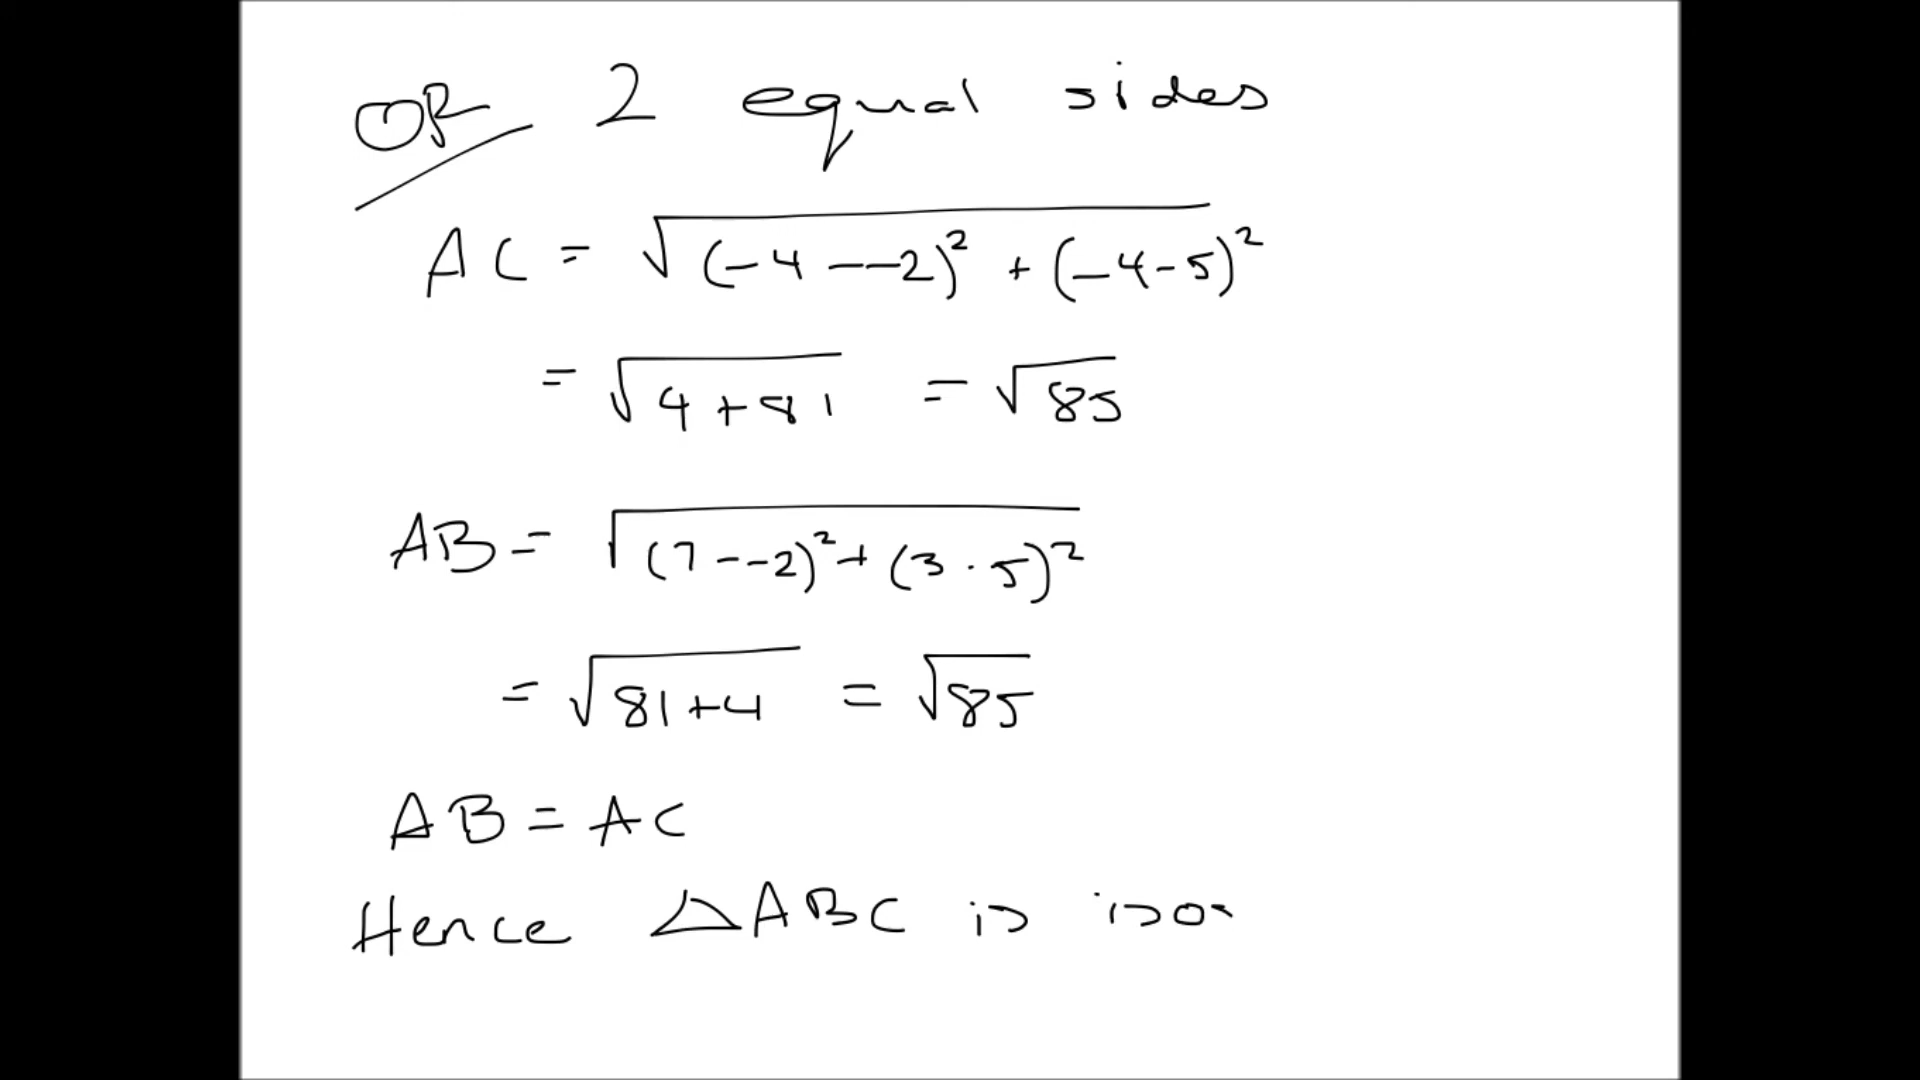 OR 2 equal sides
AC = √(-4 - -2)² + (-4-5)²
= √4+81 = √85
AB = √(7 - -2)² + (3-5)²
= √81+4 = √85
AB = AC
Hence △ABC is isos